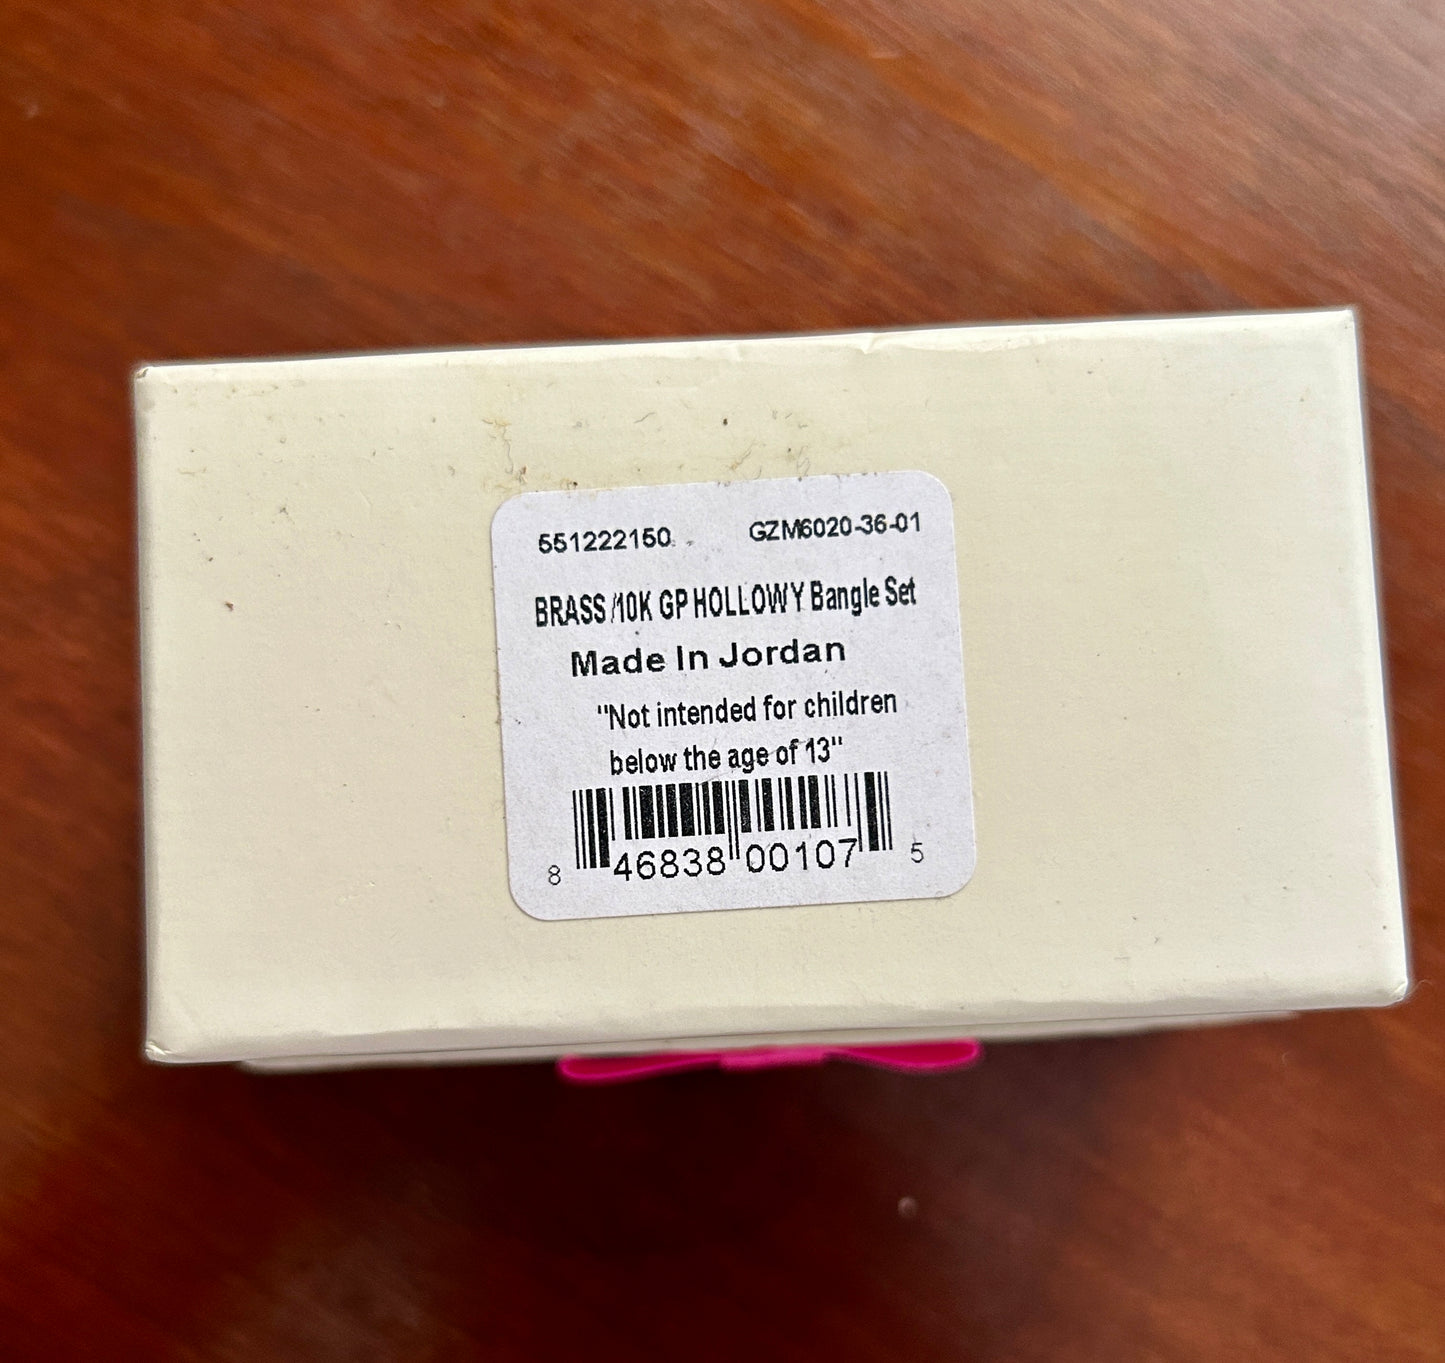 551222150 GZM6020-36-01
BRASS /10K GP HOLLOW Y Bangle Set
Made In Jordan
"Not intended for children
below the age of 13"
8 46838 00107 5